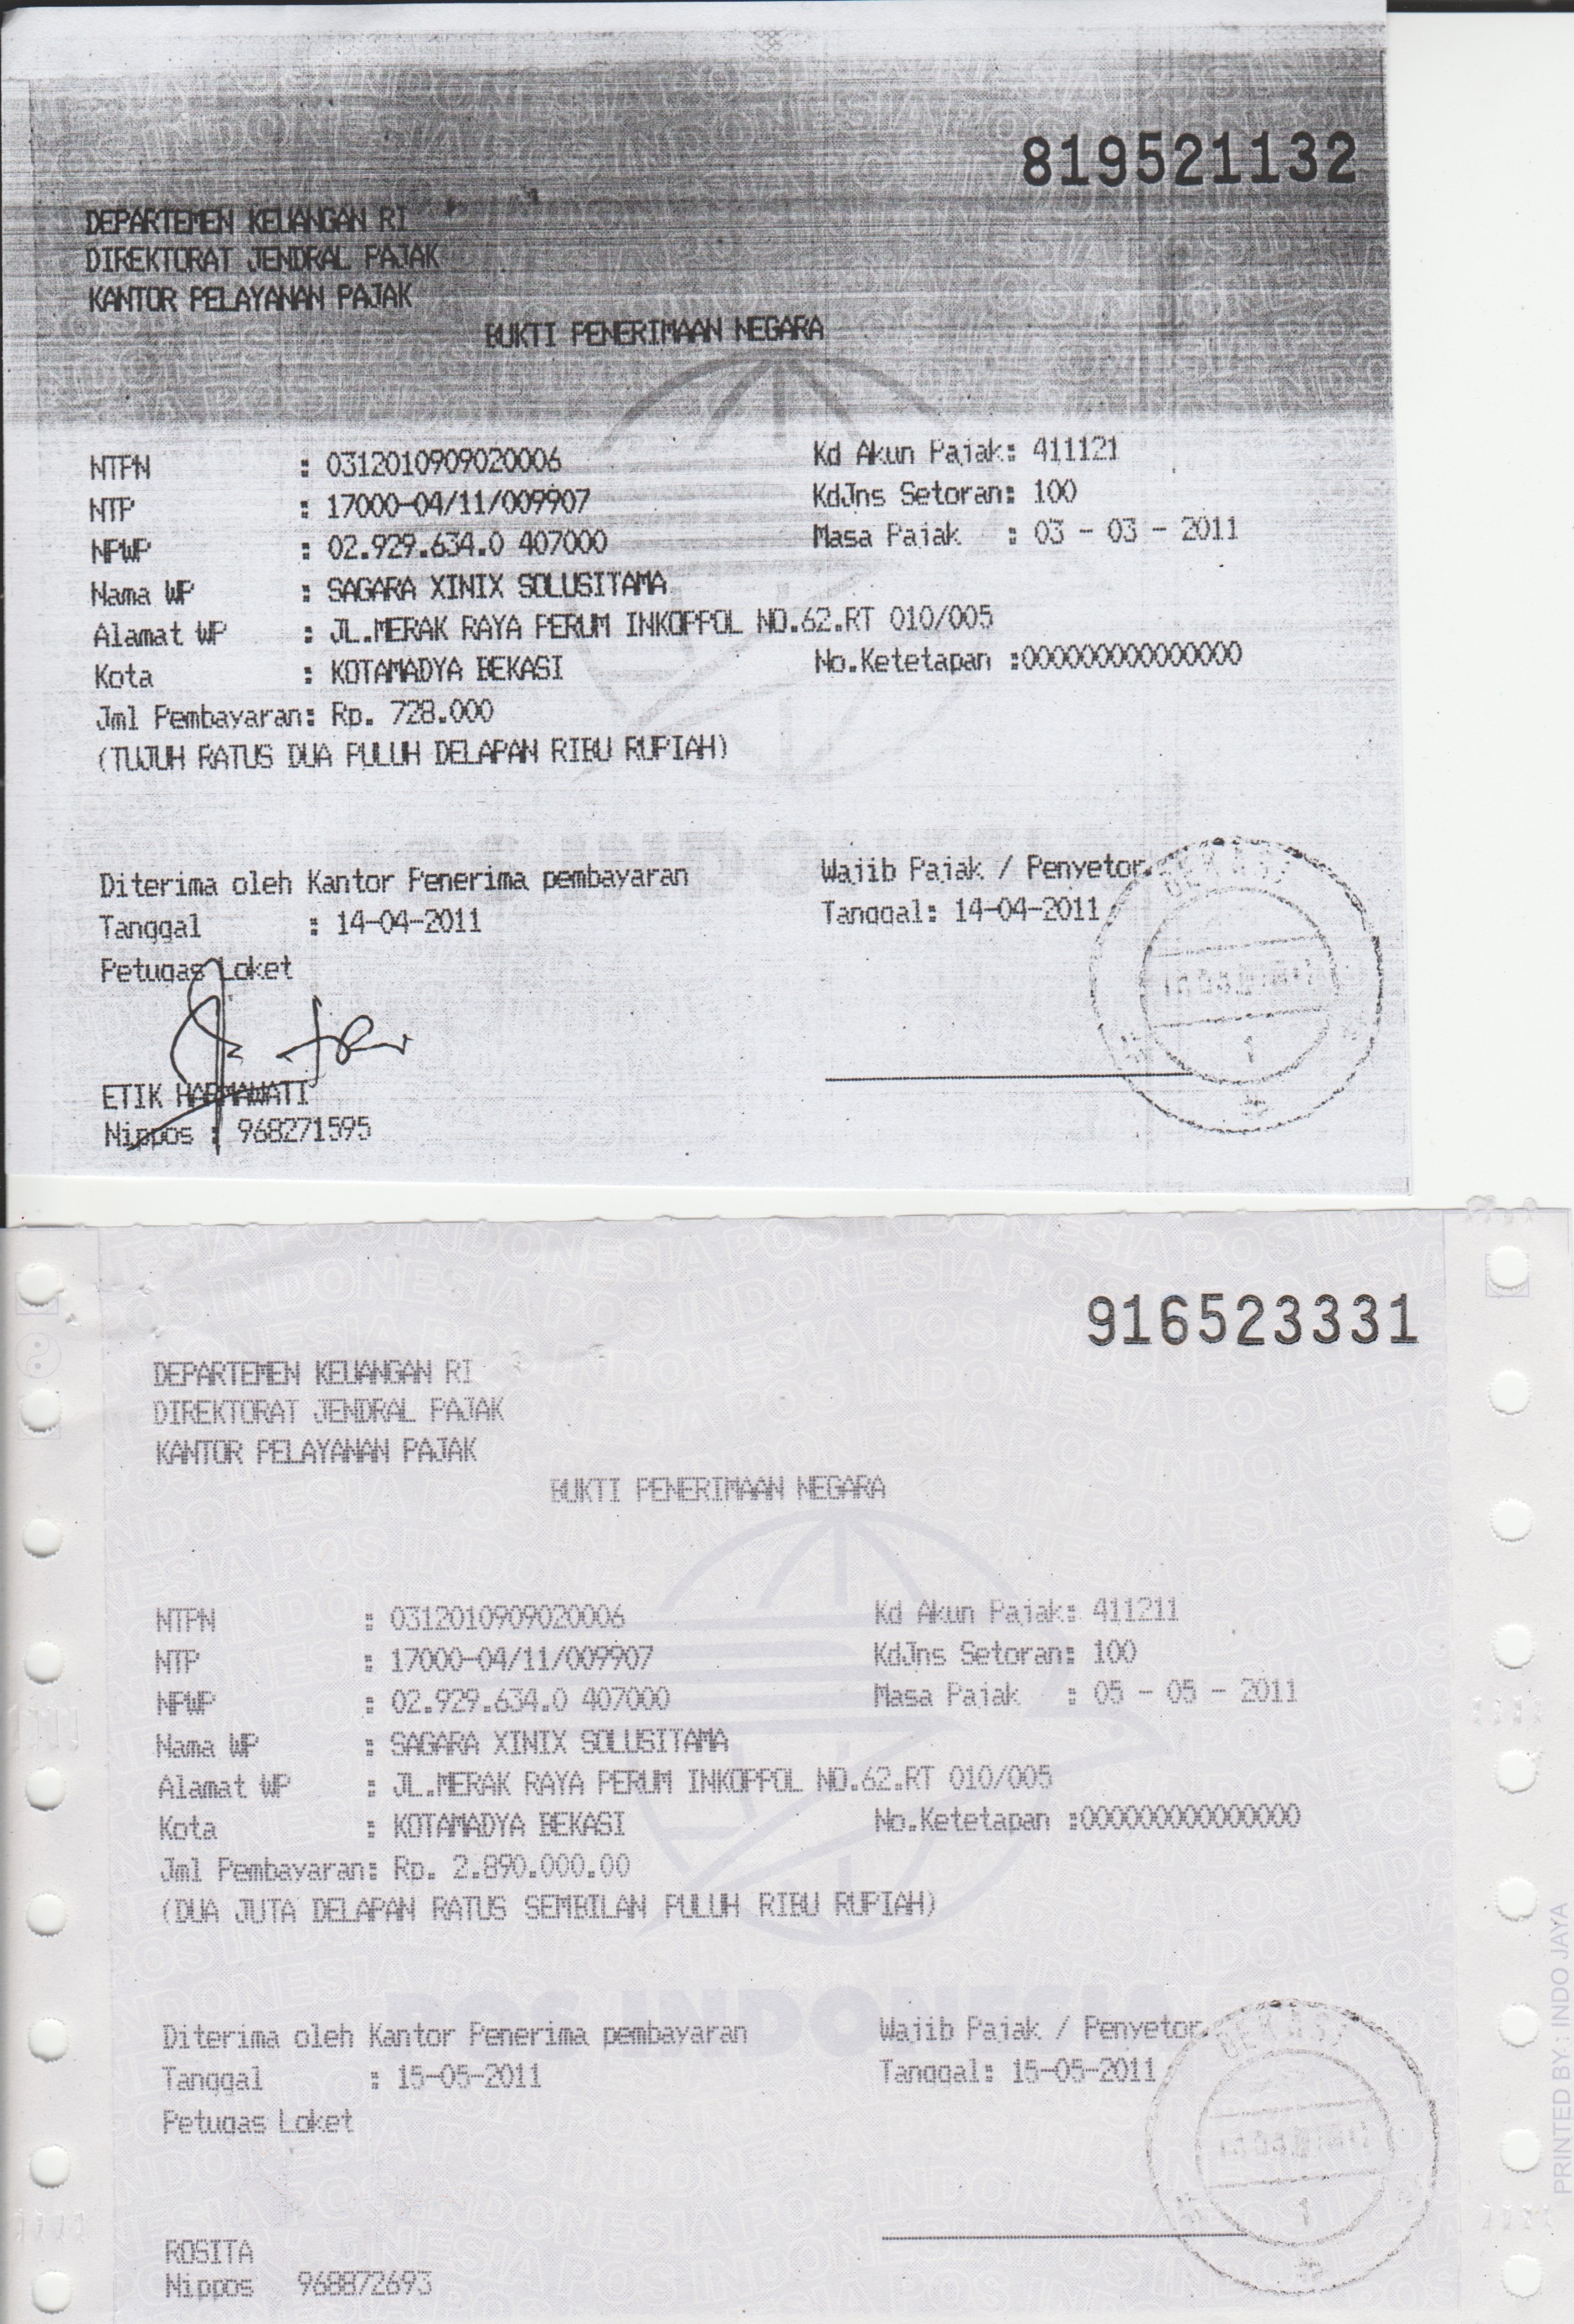 819521132
DEPARTEMEN KEUANGAN RI
DIREKTORAT JENDRAL PAJAK
KANTOR PELAYANAN PAJAK
BUKTI PENERIMAAN NEGARA
NTPN : 0312010909020006 Kd Akun Pajak: 411121
NTP : 17000-04/11/009907 KdJns Setoran: 100
NPWP : 02.929.634.0 407000 Masa Pajak : 03 - 03 - 2011
Nama WP : SAGARA XINIX SOLUSITAMA
Alamat WP : JL.MERAK RAYA PERUM INKOPPOL NO.62.RT 010/005
Kota : KOTAMADYA BEKASI No.Ketetapan :000000000000000
Jml Pembayaran: Rp. 728.000
(TUJUH RATUS DUA PULUH DELAPAN RIBU RUPIAH)
Diterima oleh Kantor Penerima pembayaran Wajib Pajak / Penyetor
Tanggal : 14-04-2011 Tanggal: 14-04-2011
Petugas Loket
BEKASI
1
ETIK HARMAWATI
Nippos : 968271595
916523331
DEPARTEMEN KEUANGAN RI
DIREKTORAT JENDRAL PAJAK
KANTOR PELAYANAN PAJAK
BUKTI PENERIMAAN NEGARA
NTPN : 0312010909020006 Kd Akun Pajak: 411211
NTP : 17000-04/11/009907 KdJns Setoran: 100
NPWP : 02.929.634.0 407000 Masa Pajak : 05 - 05 - 2011
Nama WP : SAGARA XINIX SOLUSITAMA
Alamat WP : JL.MERAK RAYA PERUM INKOPPOL NO.62.RT 010/005
Kota : KOTAMADYA BEKASI No.Ketetapan :000000000000000
Jml Pembayaran: Rp. 2.890.000.00
(DUA JUTA DELAPAN RATUS SEMBILAN PULUH RIBU RUPIAH)
POS INDONESIA
Diterima oleh Kantor Penerima pembayaran Wajib Pajak / Penyetor
Tanggal : 15-05-2011 Tanggal: 15-05-2011
Petugas Loket
BEKASI
1
ROSITA
Nippos 968872693
PRINTED BY : INDO JAYA